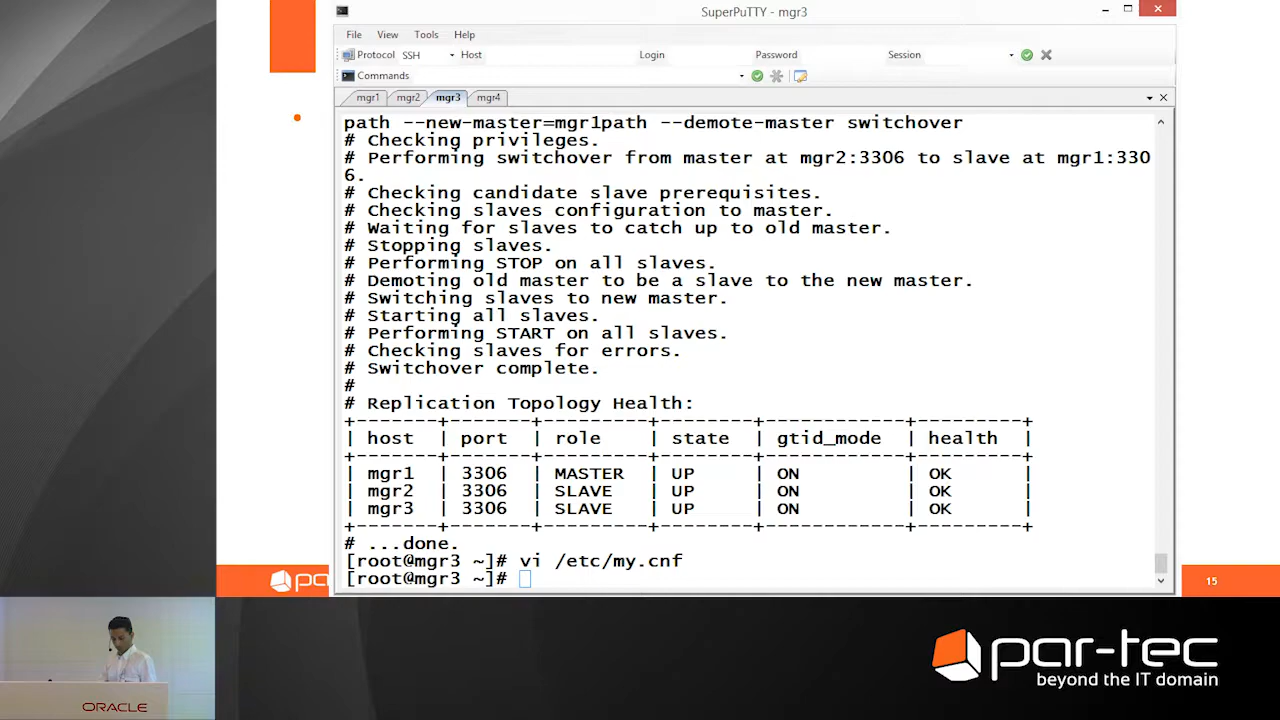 SuperPuTTY - mgr3
File View Tools Help
Protocol SSH Host Login Password Session
Commands
mgr1 mgr2 mgr3 mgr4
path --new-master=mgr1path --demote-master switchover
# Checking privileges.
# Performing switchover from master at mgr2:3306 to slave at mgr1:330
6.
# Checking candidate slave prerequisites.
# Checking slaves configuration to master.
# Waiting for slaves to catch up to old master.
# Stopping slaves.
# Performing STOP on all slaves.
# Demoting old master to be a slave to the new master.
# Switching slaves to new master.
# Starting all slaves.
# Performing START on all slaves.
# Checking slaves for errors.
# Switchover complete.
#
# Replication Topology Health:
+-------+-------+---------+--------+------------+---------+
| host | port | role | state | gtid_mode | health |
+-------+-------+---------+--------+------------+---------+
| mgr1 | 3306 | MASTER | UP | ON | OK |
| mgr2 | 3306 | SLAVE | UP | ON | OK |
| mgr3 | 3306 | SLAVE | UP | ON | OK |
+-------+-------+---------+--------+------------+---------+
# ...done.
[root@mgr3 ~]# vi /etc/my.cnf
[root@mgr3 ~]#
par
15
par-tec
beyond the IT domain
ORACLE